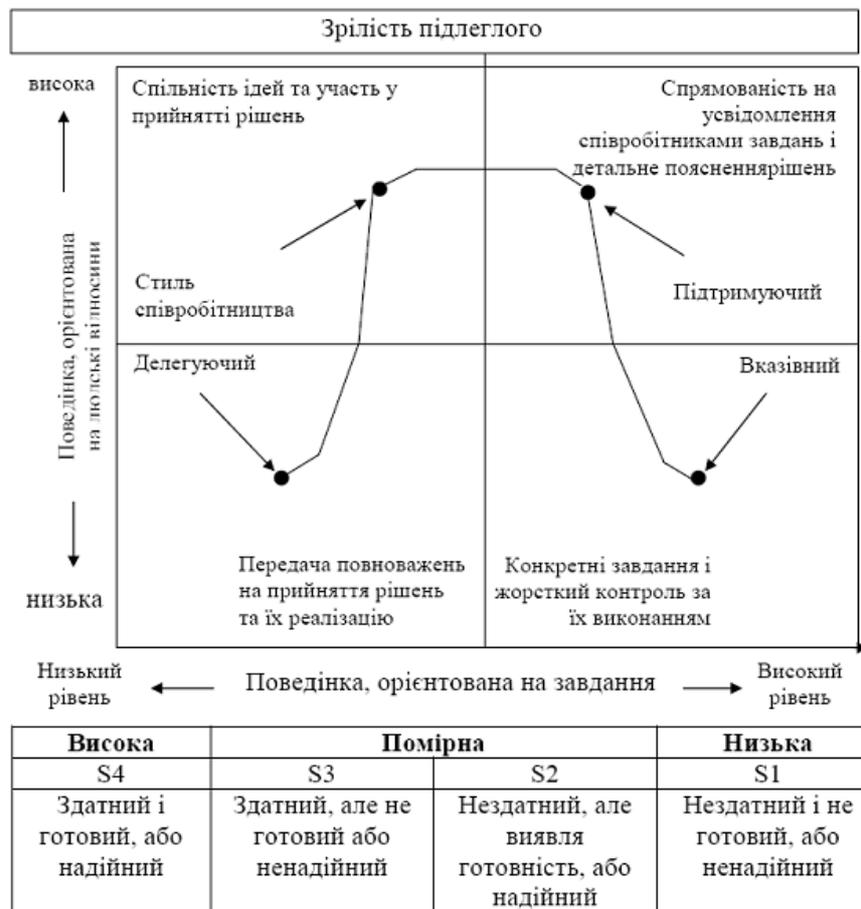 Зрілість підлеглого
висока
Спільність ідей та участь у
прийнятті рішень
Спрямованість на
усвідомлення
співробітниками завдань і
детальне поясненнярішень
Поведінка, орієнтована
на людські відносини
Стиль
співробітництва
Підтримуючий
Делегуючий
Вказівний
Передача повноважень
на прийняття рішень
та їх реалізацію
Конкретні завдання і
жорсткий контроль за
їх виконанням
низька
Низький
рівень
Поведінка, орієнтована на завдання
Високий
рівень
Висока Помірна Низька
S4 S3 S2 S1
Здатний і Здатний, але не Нездатний, але Нездатний і не
готовий, або готовий або виявля готовий, або
надійний ненадійний готовність, або ненадійний
надійний